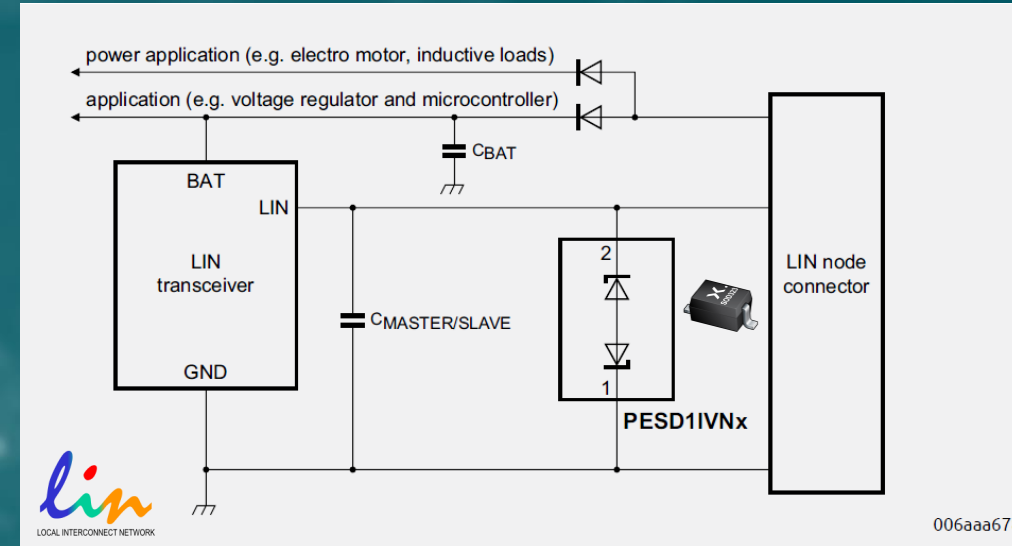 power application (e.g. electro motor, inductive loads)
application (e.g. voltage regulator and microcontroller)
CBAT
BAT
LIN
LIN
transceiver
GND
CMASTER/SLAVE
2
1
PESD1IVNx
SOD323
LIN node
connector
lin
LOCAL INTERCONNECT NETWORK
006aaa67